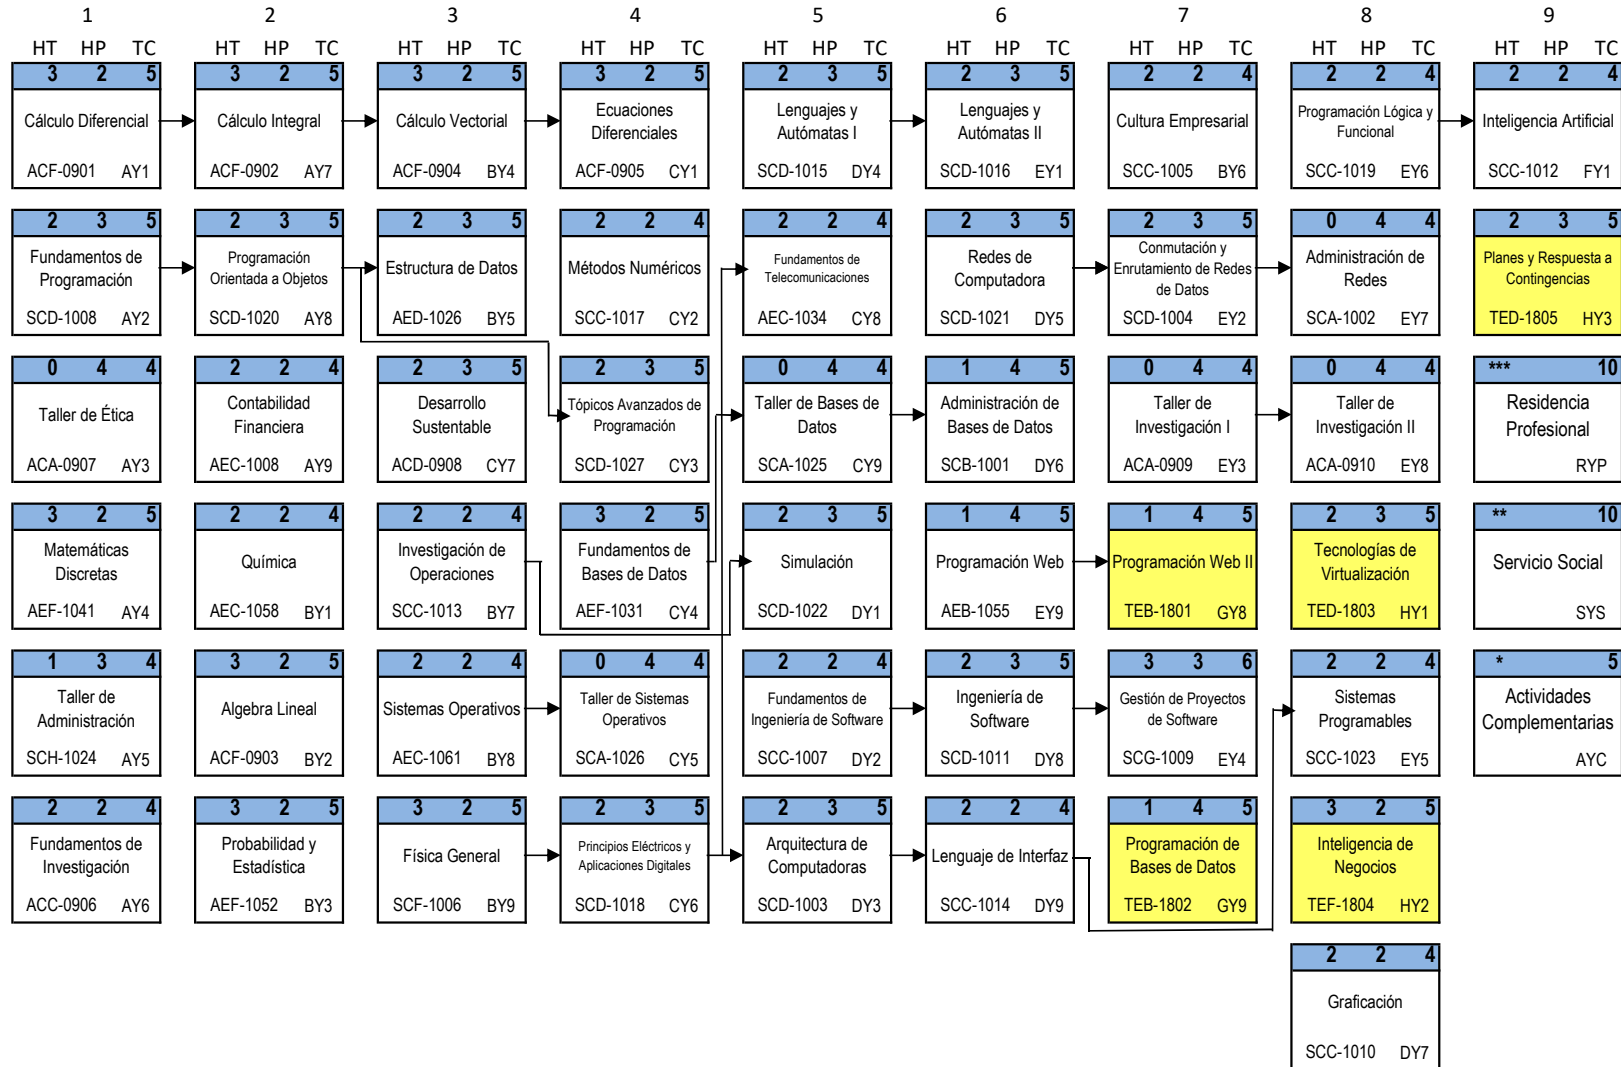 1 2 3 4 5 6 7 8 9
HT HP TC HT HP TC HT HP TC HT HP TC HT HP TC HT HP TC HT HP TC HT HP TC HT HP TC
3 2 5
Cálculo Diferencial
ACF-0901 AY1
3 2 5
Cálculo Integral
ACF-0902 AY7
3 2 5
Cálculo Vectorial
ACF-0904 BY4
3 2 5
Ecuaciones
Diferenciales
ACF-0905 CY1
2 3 5
Lenguajes y
Autómatas I
SCD-1015 DY4
2 3 5
Lenguajes y
Autómatas II
SCD-1016 EY1
2 2 4
Cultura Empresarial
SCC-1005 BY6
2 2 4
Programación Lógica y
Funcional
SCC-1019 EY6
2 2 4
Inteligencia Artificial
SCC-1012 FY1
2 3 5
Fundamentos de
Programación
SCD-1008 AY2
2 3 5
Programación
Orientada a Objetos
SCD-1020 AY8
2 3 5
Estructura de Datos
AED-1026 BY5
2 2 4
Métodos Numéricos
SCC-1017 CY2
2 2 4
Fundamentos de
Telecomunicaciones
AEC-1034 CY8
2 3 5
Redes de
Computadora
SCD-1021 DY5
2 3 5
Conmutación y
Enrutamiento de Redes
de Datos
SCD-1004 EY2
0 4 4
Administración de
Redes
SCA-1002 EY7
2 3 5
Planes y Respuesta a
Contingencias
TED-1805 HY3
0 4 4
Taller de Ética
ACA-0907 AY3
2 2 4
Contabilidad
Financiera
AEC-1008 AY9
2 3 5
Desarrollo
Sustentable
ACD-0908 CY7
2 3 5
Tópicos Avanzados de
Programación
SCD-1027 CY3
0 4 4
Taller de Bases de
Datos
SCA-1025 CY9
1 4 5
Administración de
Bases de Datos
SCB-1001 DY6
0 4 4
Taller de
Investigación I
ACA-0909 EY3
0 4 4
Taller de
Investigación II
ACA-0910 EY8
*** 10
Residencia
Profesional
RYP
3 2 5
Matemáticas
Discretas
AEF-1041 AY4
2 2 4
Química
AEC-1058 BY1
2 2 4
Investigación de
Operaciones
SCC-1013 BY7
3 2 5
Fundamentos de
Bases de Datos
AEF-1031 CY4
2 3 5
Simulación
SCD-1022 DY1
1 4 5
Programación Web
AEB-1055 EY9
1 4 5
Programación Web II
TEB-1801 GY8
2 3 5
Tecnologías de
Virtualización
TED-1803 HY1
** 10
Servicio Social
SYS
1 3 4
Taller de
Administración
SCH-1024 AY5
3 2 5
Algebra Lineal
ACF-0903 BY2
2 2 4
Sistemas Operativos
AEC-1061 BY8
0 4 4
Taller de Sistemas
Operativos
SCA-1026 CY5
2 2 4
Fundamentos de
Ingeniería de Software
SCC-1007 DY2
2 3 5
Ingeniería de
Software
SCD-1011 DY8
3 3 6
Gestión de Proyectos
de Software
SCG-1009 EY4
2 2 4
Sistemas
Programables
SCC-1023 EY5
* 5
Actividades
Complementarias
AYC
2 2 4
Fundamentos de
Investigación
ACC-0906 AY6
3 2 5
Probabilidad y
Estadística
AEF-1052 BY3
3 2 5
Física General
SCF-1006 BY9
2 3 5
Principios Eléctricos y
Aplicaciones Digitales
SCD-1018 CY6
2 3 5
Arquitectura de
Computadoras
SCD-1003 DY3
2 2 4
Lenguaje de Interfaz
SCC-1014 DY9
1 4 5
Programación de
Bases de Datos
TEB-1802 GY9
3 2 5
Inteligencia de
Negocios
TEF-1804 HY2
2 2 4
Graficación
SCC-1010 DY7